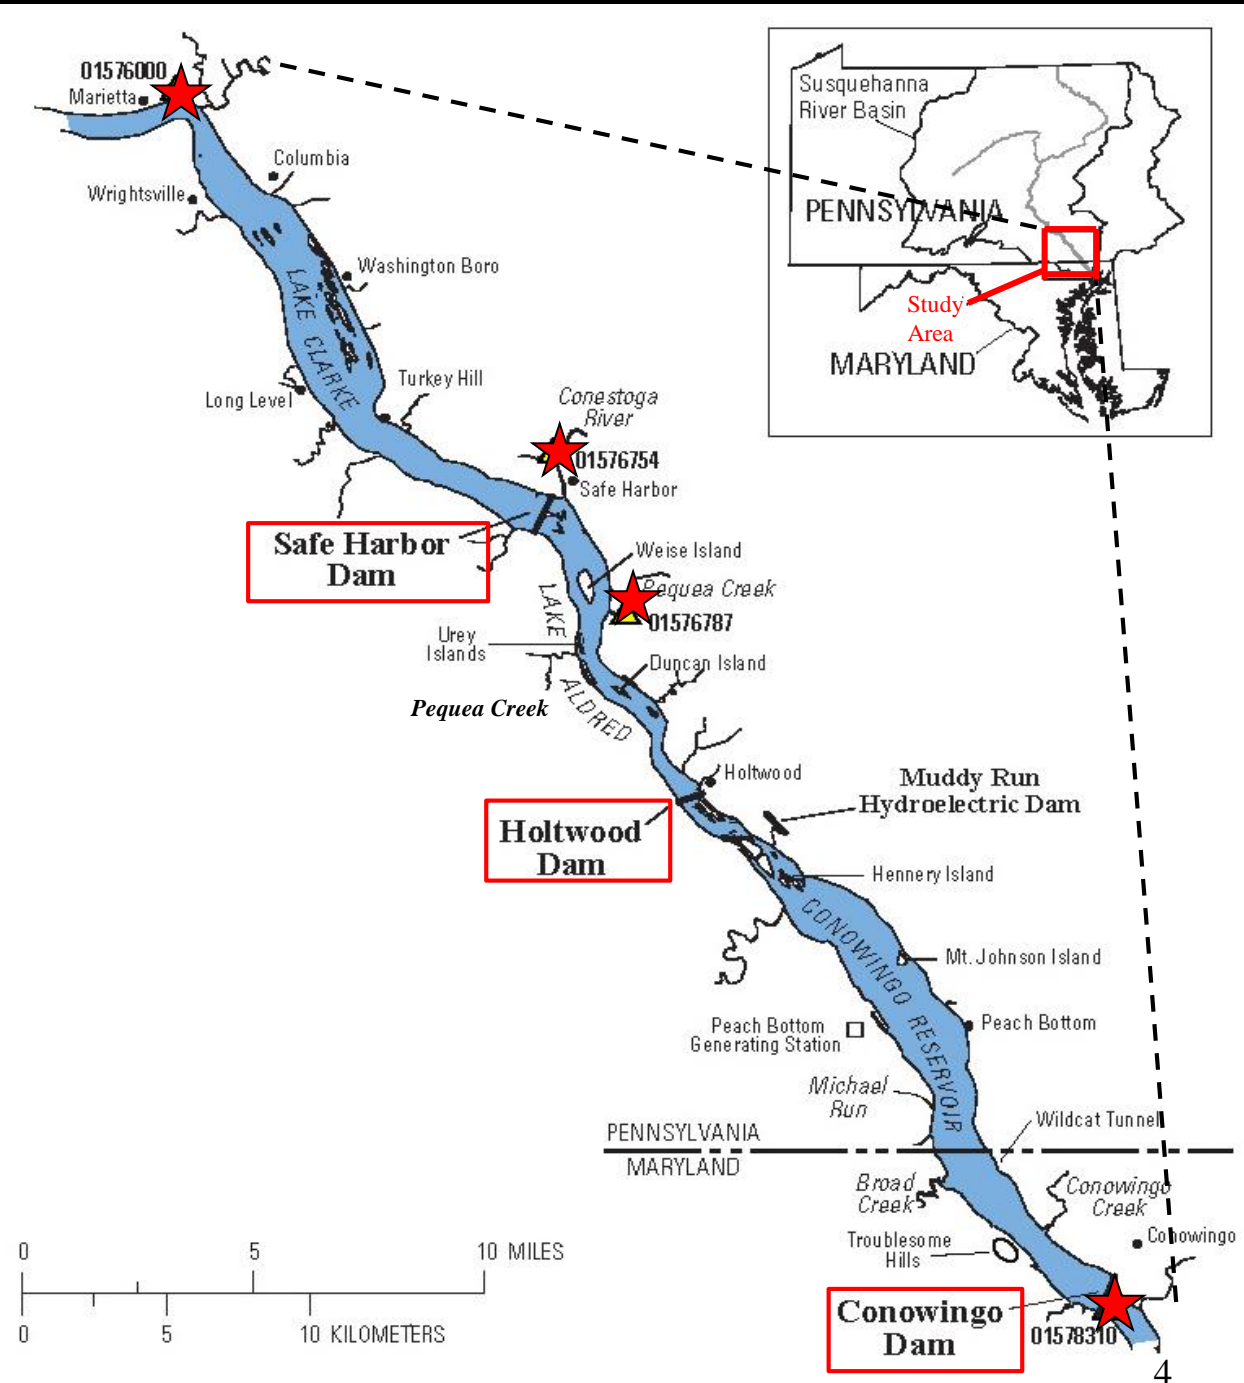 01576000
Marietta
Columbia
Wrightsville
Washington Boro
LAKE CLARKE
Turkey Hill
Long Level
Conestoga
River
01576754
Safe Harbor
Safe Harbor
Dam
Weise Island
Pequea Creek
01576787
LAKE ALDRED
Urey
Islands
Duncan Island
Pequea Creek
Holtwood
Muddy Run
Hydroelectric Dam
Holtwood
Dam
Hennery Island
CONOWINGO RESERVOIR
Mt. Johnson Island
Peach Bottom
Generating Station
Peach Bottom
Michael
Run
Wildcat Tunnel
PENNSYLVANIA
MARYLAND
Broad
Creek
Conowingo
Creek
Troublesome
Hills
Conowingo
Conowingo
Dam
01578310
0 5 10 MILES
0 5 10 KILOMETERS
Susquehanna
River Basin
PENNSYLVANIA
Study
Area
MARYLAND
4